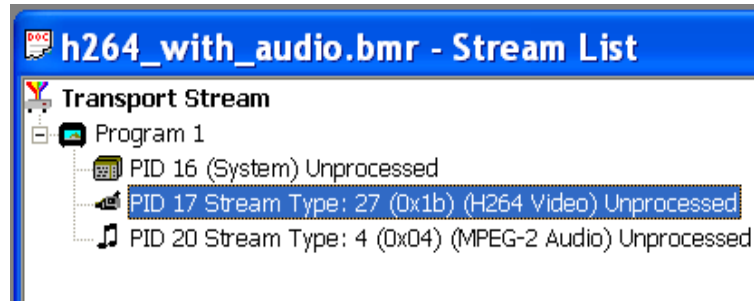 DOC
h264_with_audio.bmr - Stream List
Transport Stream
Program 1
PID 16 (System) Unprocessed
PID 17 Stream Type: 27 (0x1b) (H264 Video) Unprocessed
PID 20 Stream Type: 4 (0x04) (MPEG-2 Audio) Unprocessed